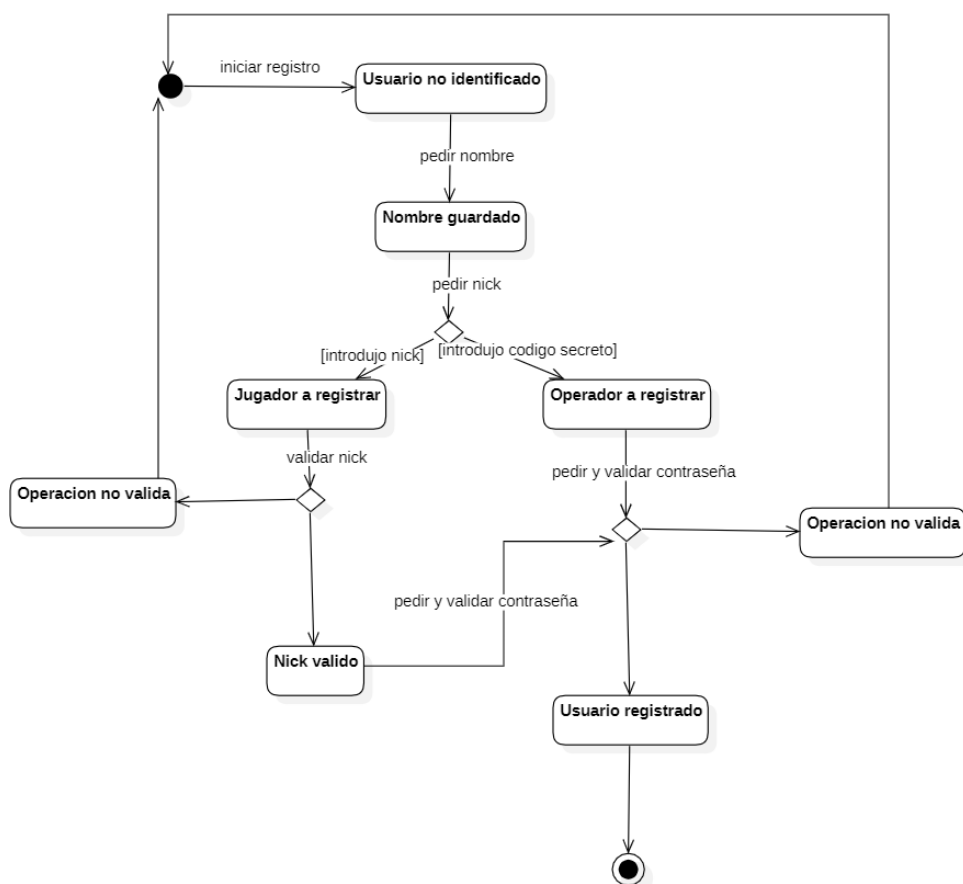 iniciar registro
Usuario no identificado
pedir nombre
Nombre guardado
pedir nick
[introdujo nick]
[introdujo codigo secreto]
Jugador a registrar
Operador a registrar
validar nick
pedir y validar contraseña
Operacion no valida
Operacion no valida
pedir y validar contraseña
Nick valido
Usuario registrado